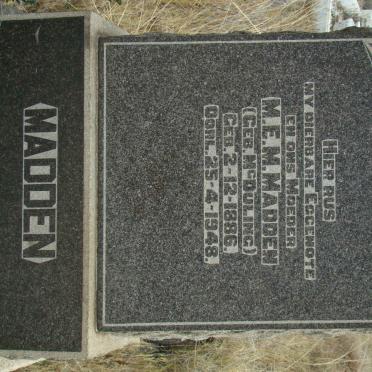 HIER RUS
MY DIERBARE EGGENOTE
EN ONS MOEDER
M.E.M. MADDEN
(GEB. McDULING)
GEB. 2-12-1886.
OORL. 25-4-1948.
MADDEN